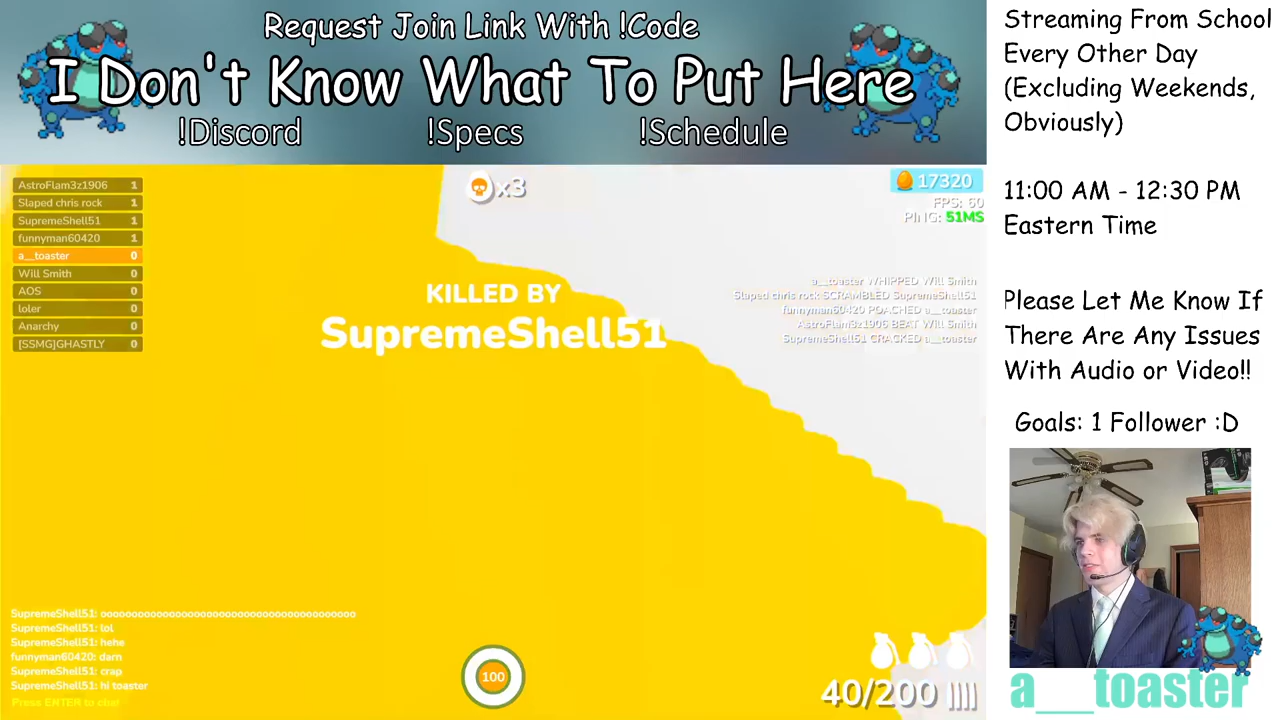 Request Join Link With !Code
I Don't Know What To Put Here
!Discord !Specs !Schedule
Streaming From School
Every Other Day
(Excluding Weekends,
Obviously)
11:00 AM - 12:30 PM
Eastern Time
Please Let Me Know If
There Are Any Issues
With Audio or Video!!
Goals: 1 Follower :D
AstroFlam3z1906 1
Slaped chris rock 1
SupremeShell51 1
funnyman60420 1
a__toaster 0
Will Smith 0
AOS 0
loler 0
Anarchy 0
[SSMG]GHASTLY 0
x3
17320
FPS: 60
PING: 51MS
a__toaster WHIPPED Will Smith
Slaped chris rock SCRAMBLED SupremeShell51
funnyman60420 POACHED a__toaster
AstroFlam3z1906 BEAT Will Smith
SupremeShell51 CRACKED a__toaster
KILLED BY
SupremeShell51
SupremeShell51: ooooooooooooooooooooooooooooooooooooooooo
SupremeShell51: lol
SupremeShell51: hehe
funnyman60420: darn
SupremeShell51: crap
SupremeShell51: hi toaster
Press ENTER to chat
100
40/200
a__toaster